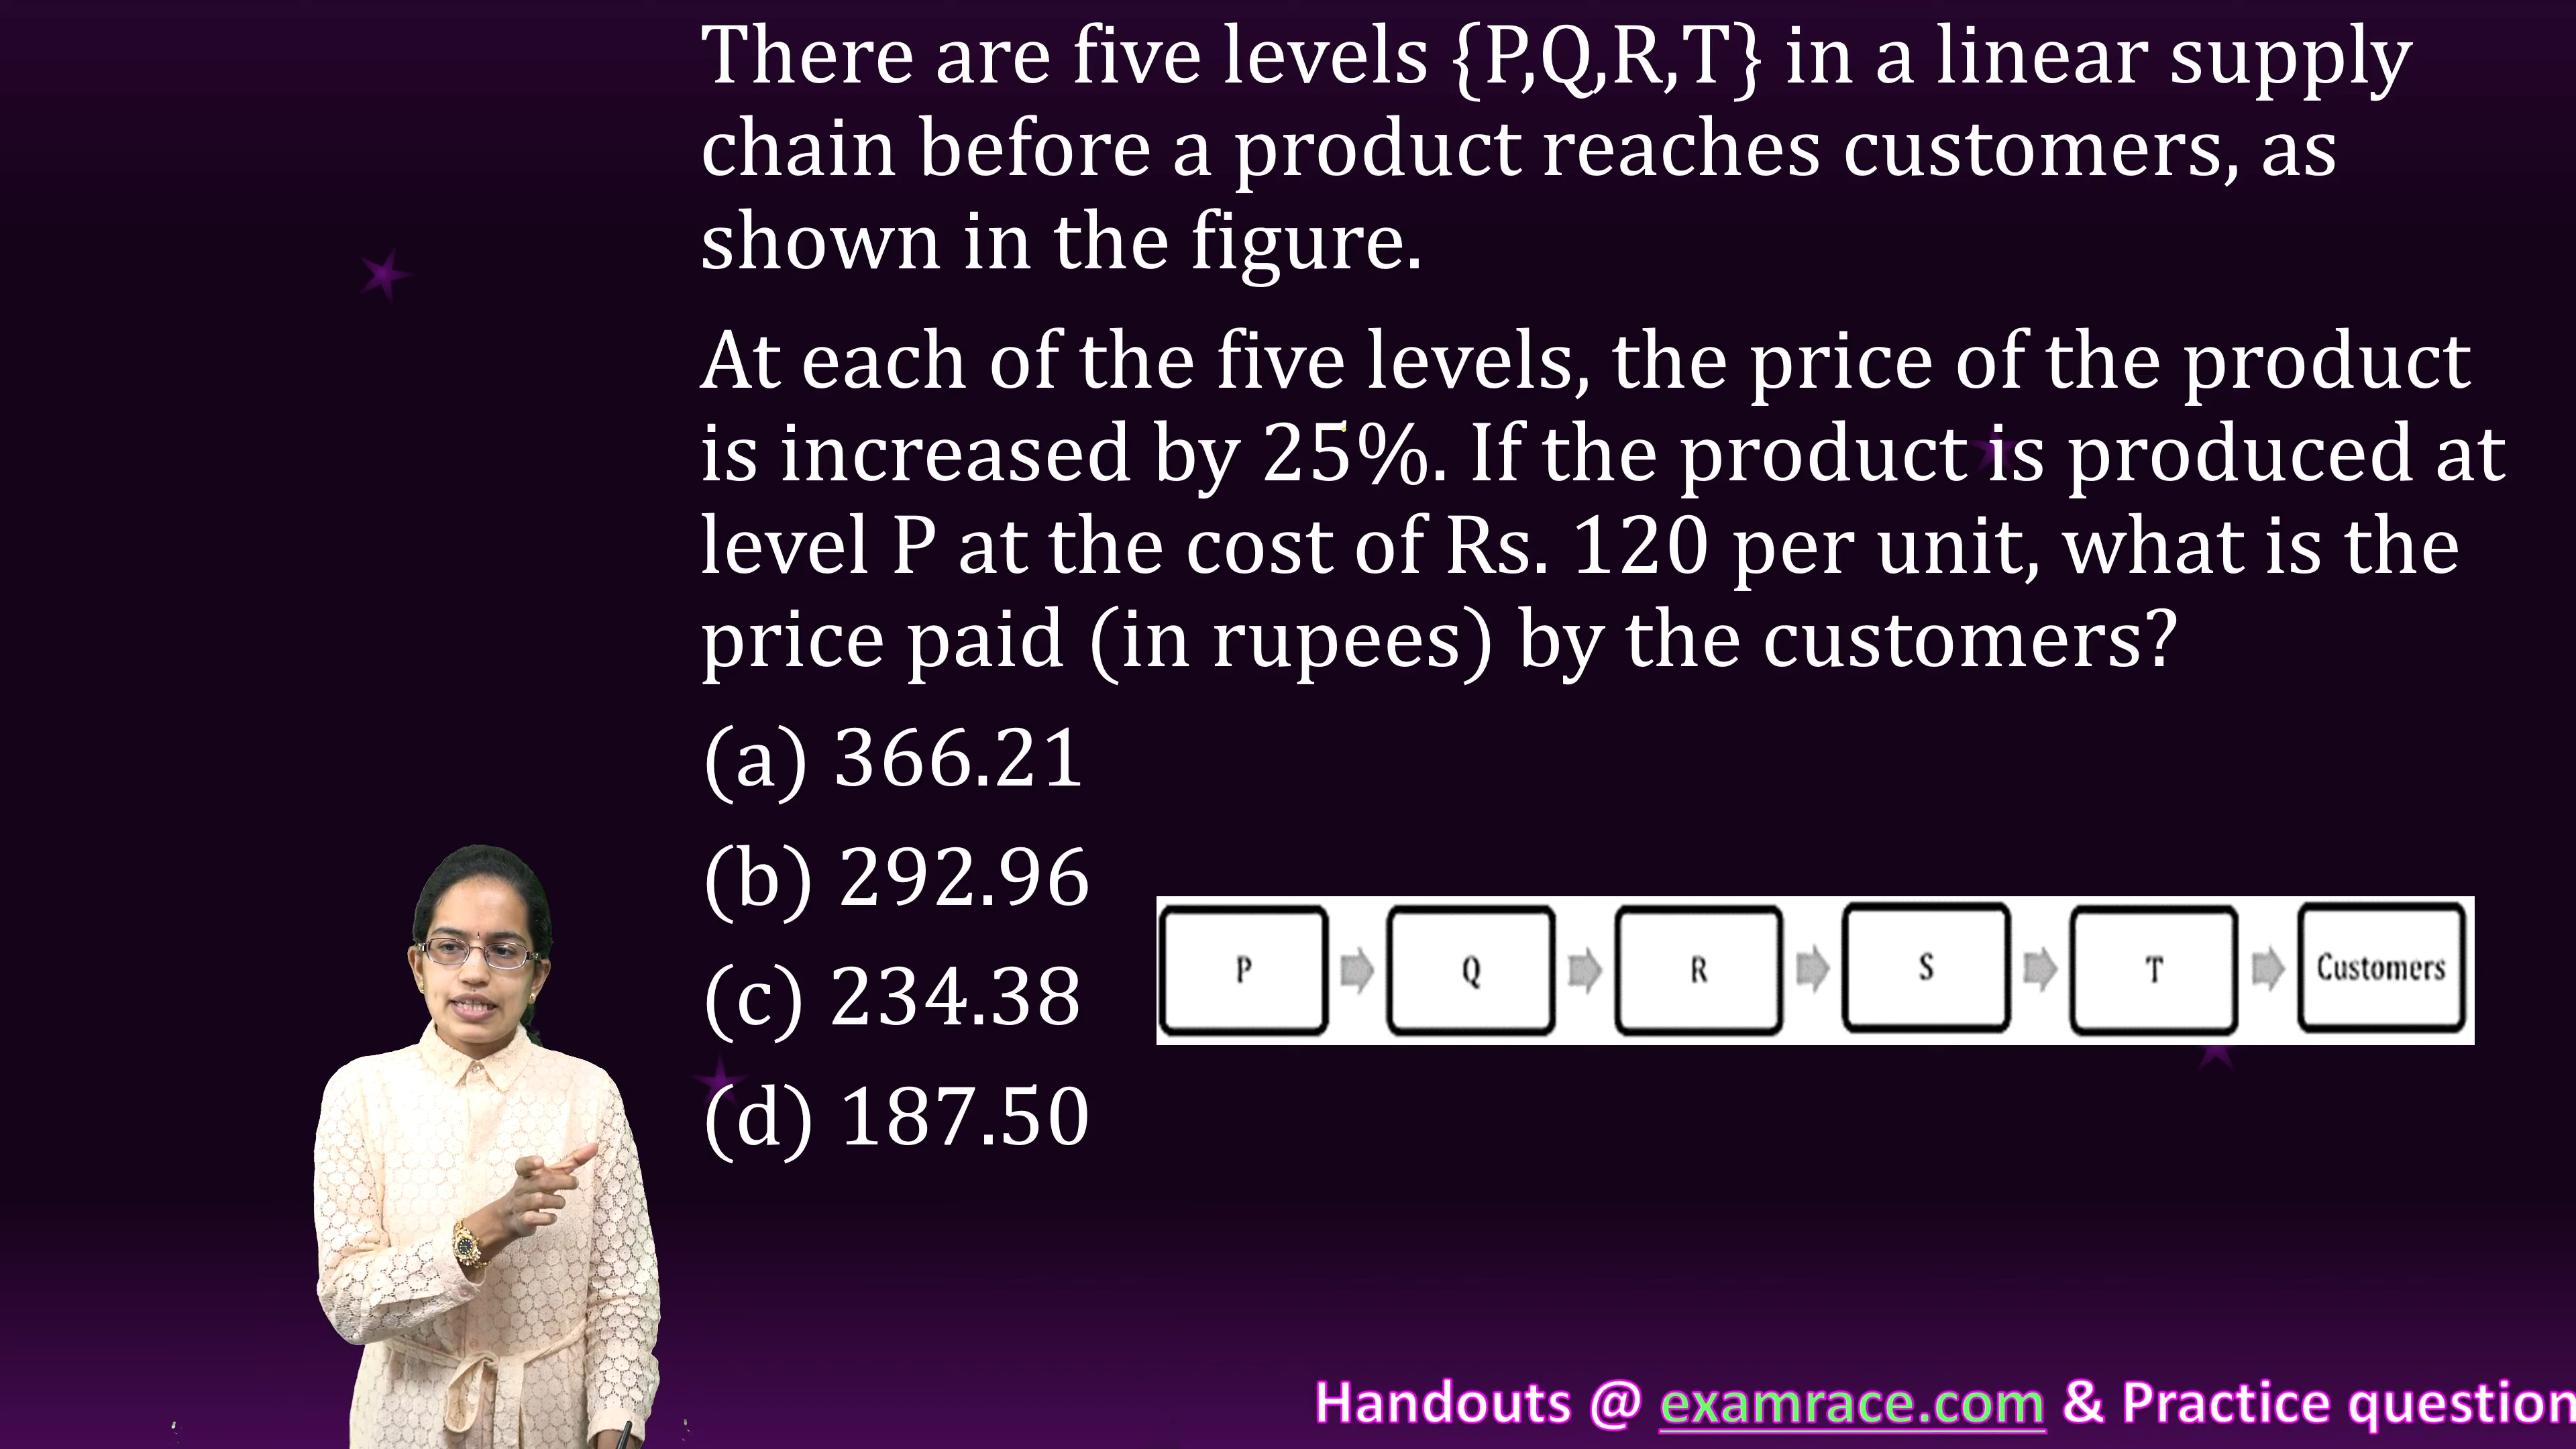 There are five levels {P,Q,R,T} in a linear supply
chain before a product reaches customers, as
shown in the figure.
At each of the five levels, the price of the product
is increased by 25%. If the product is produced at
level P at the cost of Rs. 120 per unit, what is the
price paid (in rupees) by the customers?
(a) 366.21
(b) 292.96
(c) 234.38
(d) 187.50
P Q R S T Customers
Handouts @ examrace.com & Practice question